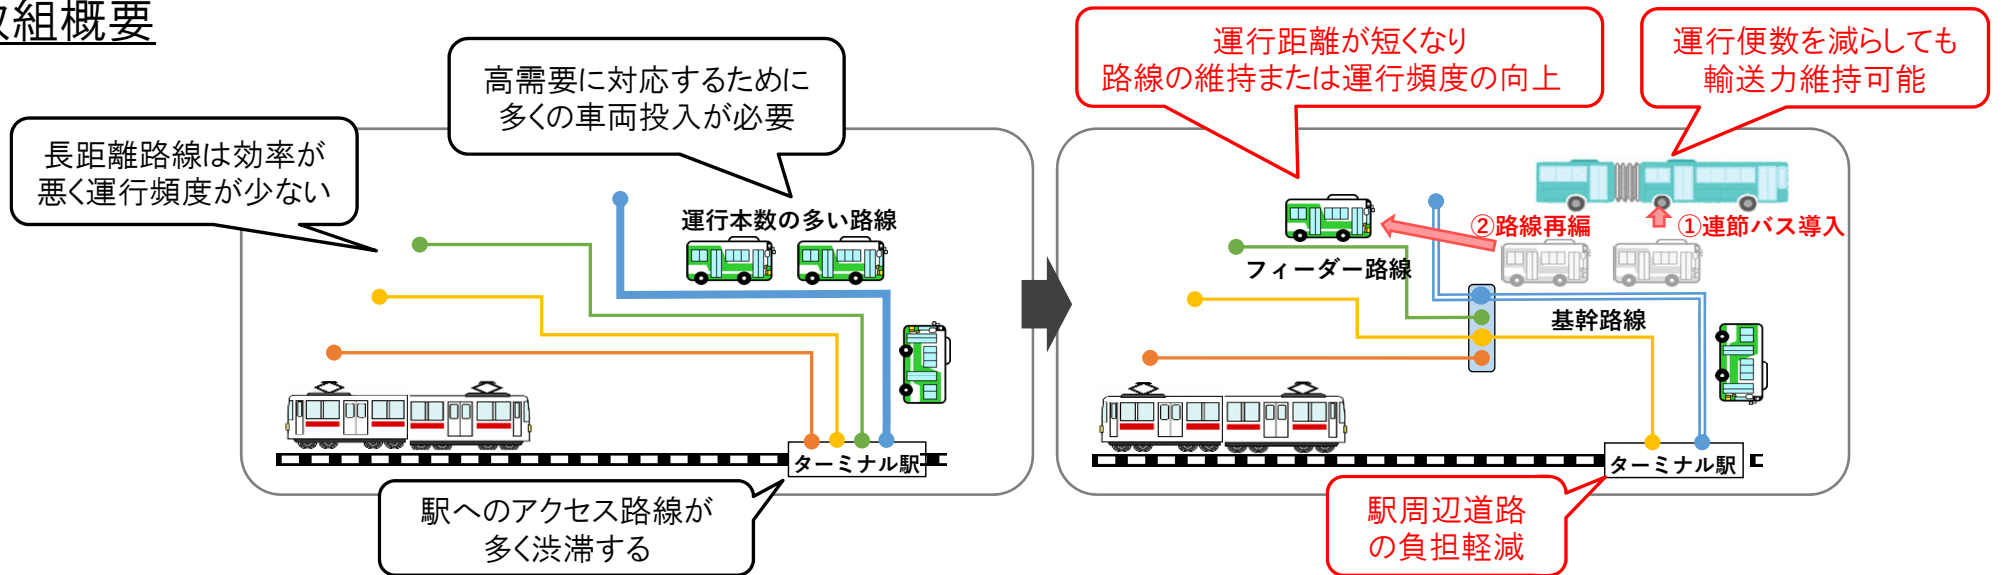 取組概要
高需要に対応するために
多くの車両投入が必要
長距離路線は効率が
悪く運行頻度が少ない
運行本数の多い路線
ターミナル駅
駅へのアクセス路線が
多く渋滞する
運行距離が短くなり
路線の維持または運行頻度の向上
運行便数を減らしても
輸送力維持可能
②路線再編
①連節バス導入
フィーダー路線
基幹路線
ターミナル駅
駅周辺道路
の負担軽減